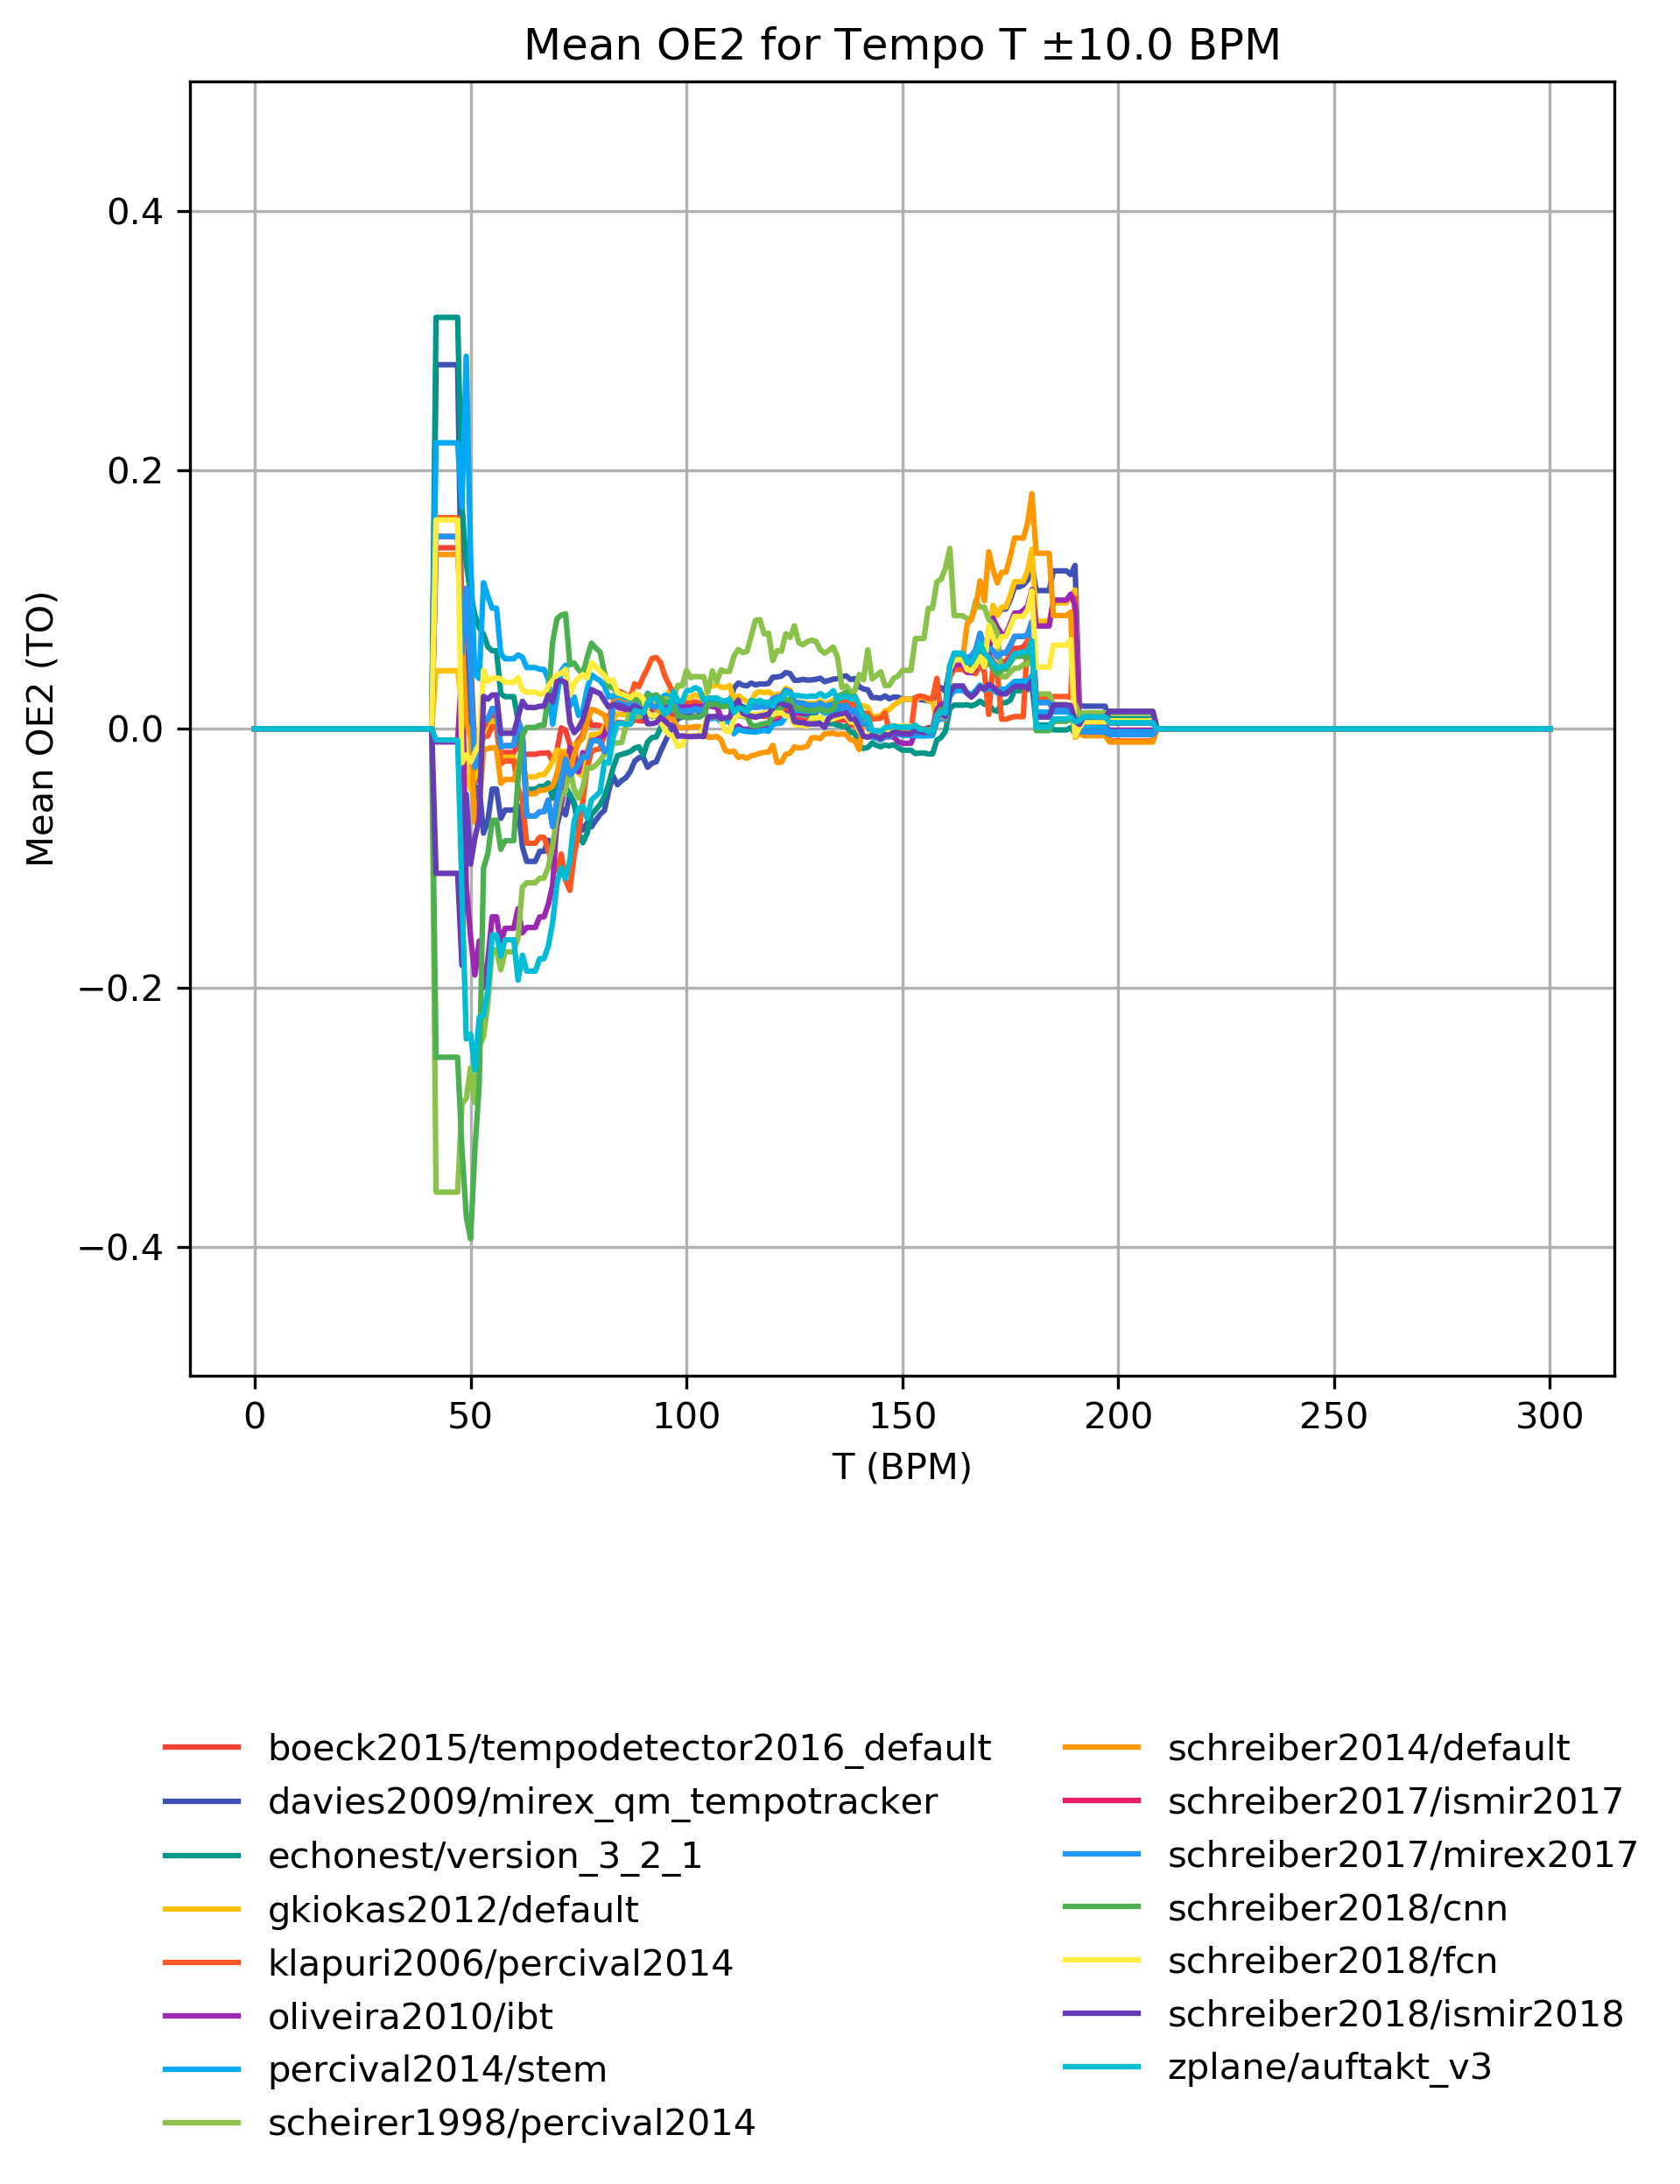 Mean OE2 for Tempo T ±10.0 BPM
Mean OE2 (TO)
0.4
0.2
0.0
−0.2
−0.4
0 50 100 150 200 250 300
T (BPM)
boeck2015/tempodetector2016_default
davies2009/mirex_qm_tempotracker
echonest/version_3_2_1
gkiokas2012/default
klapuri2006/percival2014
oliveira2010/ibt
percival2014/stem
scheirer1998/percival2014
schreiber2014/default
schreiber2017/ismir2017
schreiber2017/mirex2017
schreiber2018/cnn
schreiber2018/fcn
schreiber2018/ismir2018
zplane/auftakt_v3